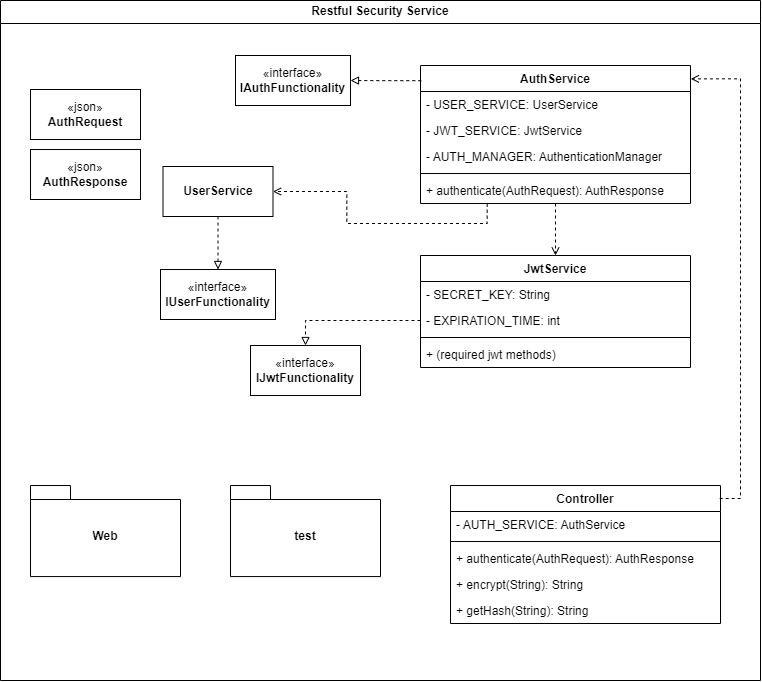 Restful Security Service
«interface»
IAuthFunctionality
AuthService
- USER_SERVICE: UserService
- JWT_SERVICE: JwtService
- AUTH_MANAGER: AuthenticationManager
+ authenticate(AuthRequest): AuthResponse
«json»
AuthRequest
«json»
AuthResponse
UserService
«interface»
IUserFunctionality
JwtService
- SECRET_KEY: String
- EXPIRATION_TIME: int
+ (required jwt methods)
«interface»
IJwtFunctionality
Web
test
Controller
- AUTH_SERVICE: AuthService
+ authenticate(AuthRequest): AuthResponse
+ encrypt(String): String
+ getHash(String): String